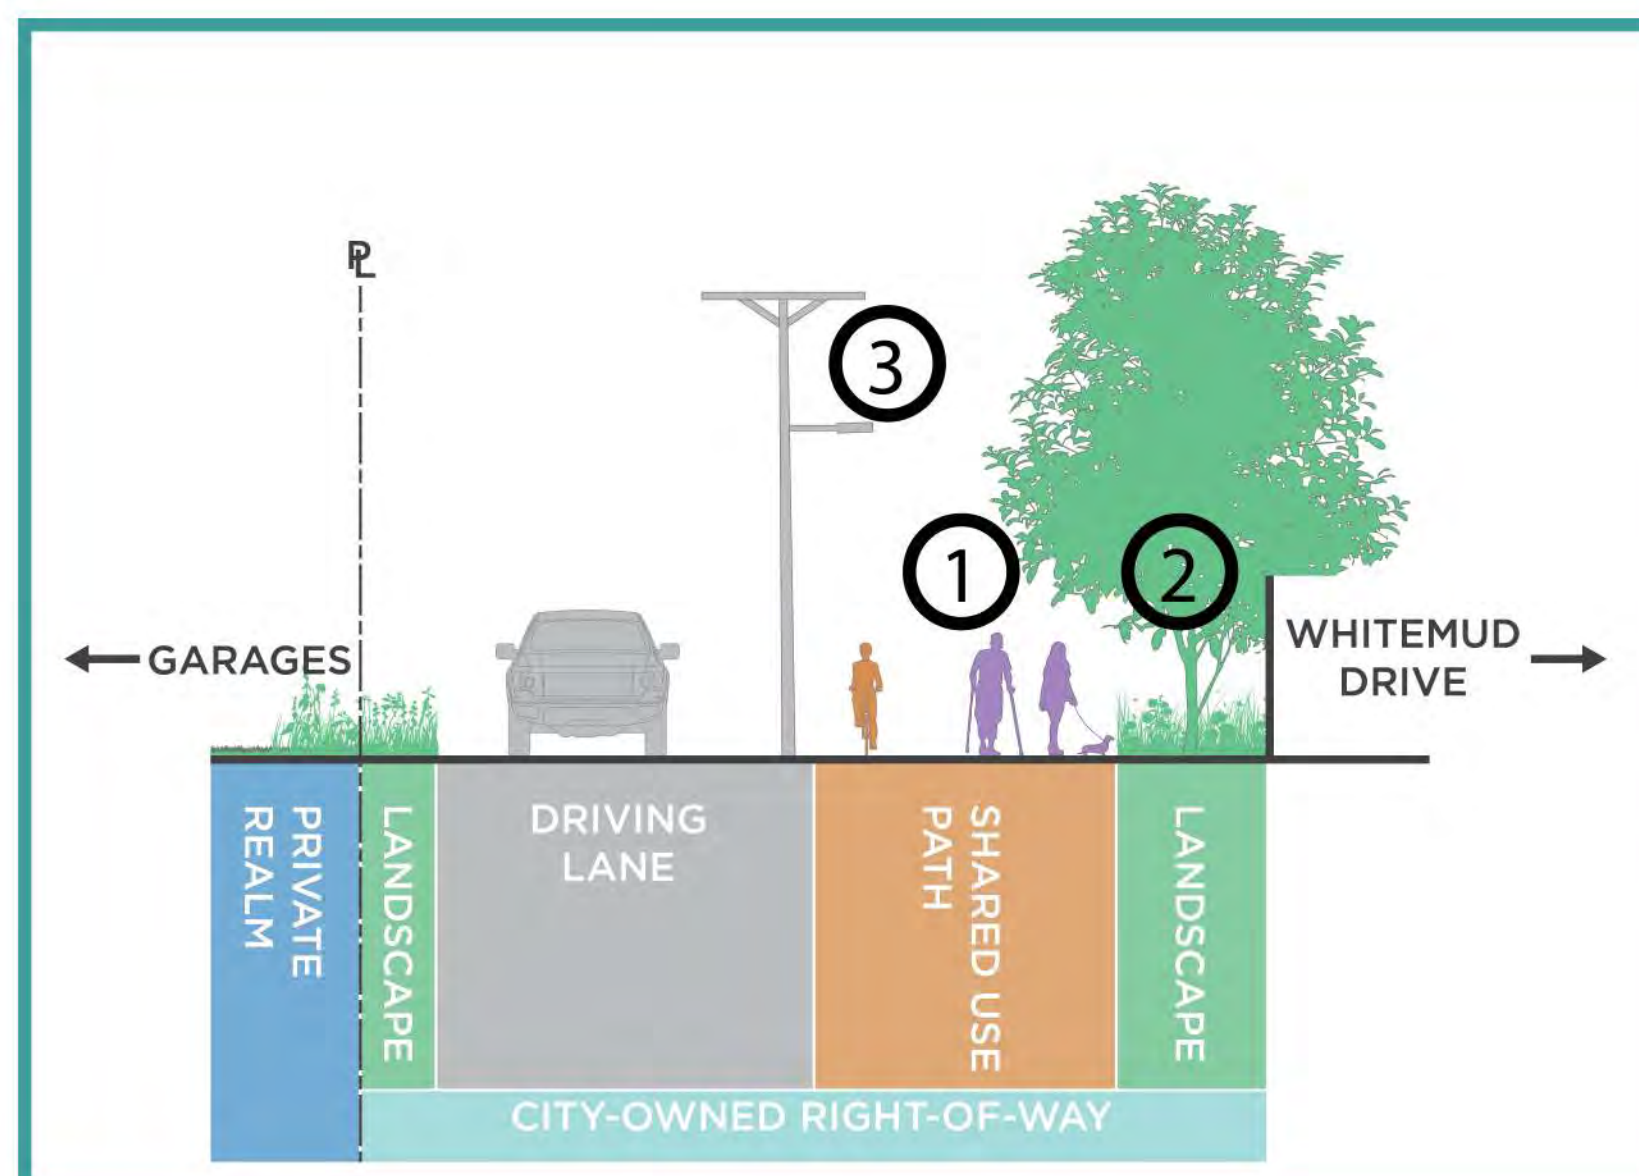 PL
3
1
2
GARAGES
WHITEMUD
DRIVE
PRIVATE
REALM
LANDSCAPE
DRIVING
LANE
SHARED USE
PATH
LANDSCAPE
CITY-OWNED RIGHT-OF-WAY